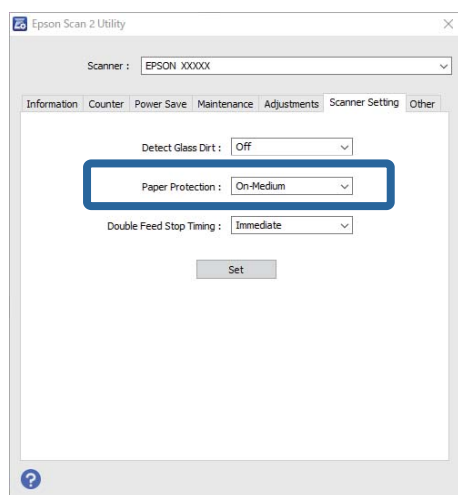 Epson Scan 2 Utility
Scanner : EPSON XXXXX
Information Counter Power Save Maintenance Adjustments Scanner Setting Other
Detect Glass Dirt : Off
Paper Protection : On-Medium
Double Feed Stop Timing : Immediate
Set
?